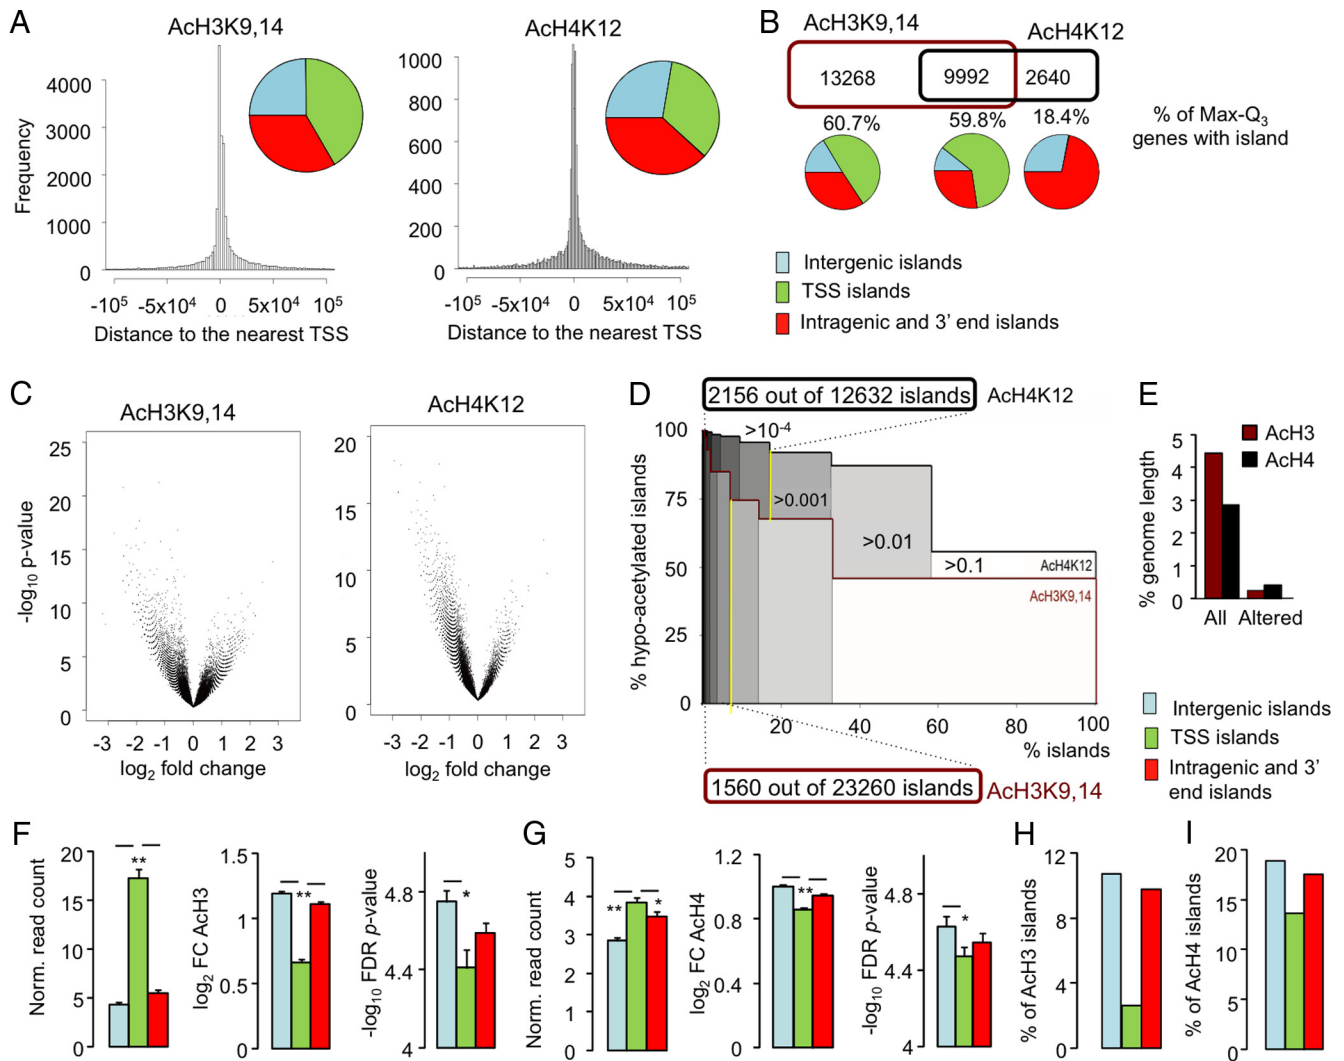 A
AcH3K9,14
AcH4K12
Frequency
4000
3000
2000
1000
0
-10⁵ -5x10⁴ 0 5x10⁴ 10⁵
Distance to the nearest TSS
1000
800
600
400
200
0
-10⁵ -5x10⁴ 0 5x10⁴ 10⁵
Distance to the nearest TSS
B
AcH3K9,14
AcH4K12
13268 9992 2640
60.7% 59.8% 18.4%
% of Max-Q₃
genes with island
Intergenic islands
TSS islands
Intragenic and 3' end islands
C
AcH3K9,14
AcH4K12
-log₁₀ p-value
25
20
15
10
5
0
-3 -2 -1 0 1 2 3
log₂ fold change
20
15
10
5
0
-3 -2 -1 0 1 2 3
log₂ fold change
D
2156 out of 12632 islands
AcH4K12
% hypo-acetylated islands
100
75
50
25
0
>10⁻⁴
>0.001
>0.01
>0.1
AcH4K12
AcH3K9,14
20 40 60 80 100
% islands
1560 out of 23260 islands
AcH3K9,14
E
% genome length
5
4
3
2
1
0
AcH3
AcH4
All Altered
Intergenic islands
TSS islands
Intragenic and 3'
end islands
F
Norm. read count
20
15
10
5
0
**
log₂ FC AcH3
1.5
1
0.5
0
**
-log₁₀ FDR p-value
4.8
4.4
4
*
G
Norm. read count
5
4
3
2
1
0
** *
log₂ FC AcH4
1.2
0.8
0.4
0
**
-log₁₀ FDR p-value
4.8
4.4
4
*
H
% of AcH3 islands
12
8
4
0
I
% of AcH4 islands
20
15
10
5
0